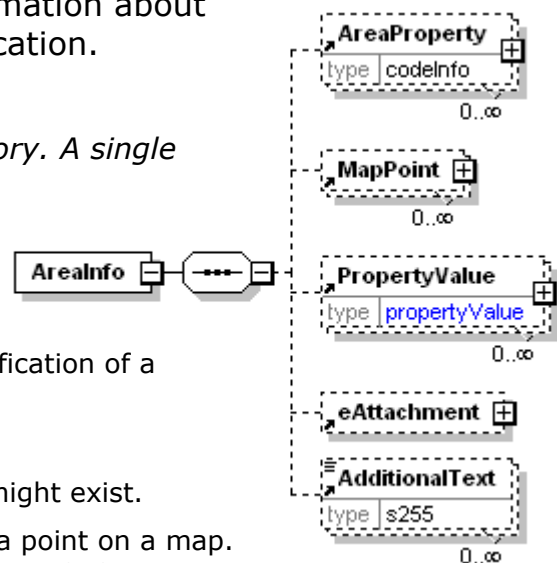 mation about
cation.
ory. A single
fication of a
might exist.
a point on a map.
AreaInfo
AreaProperty
type codeInfo
0..∞
MapPoint
0..∞
PropertyValue
type propertyValue
0..∞
eAttachment
AdditionalText
type s255
0..∞